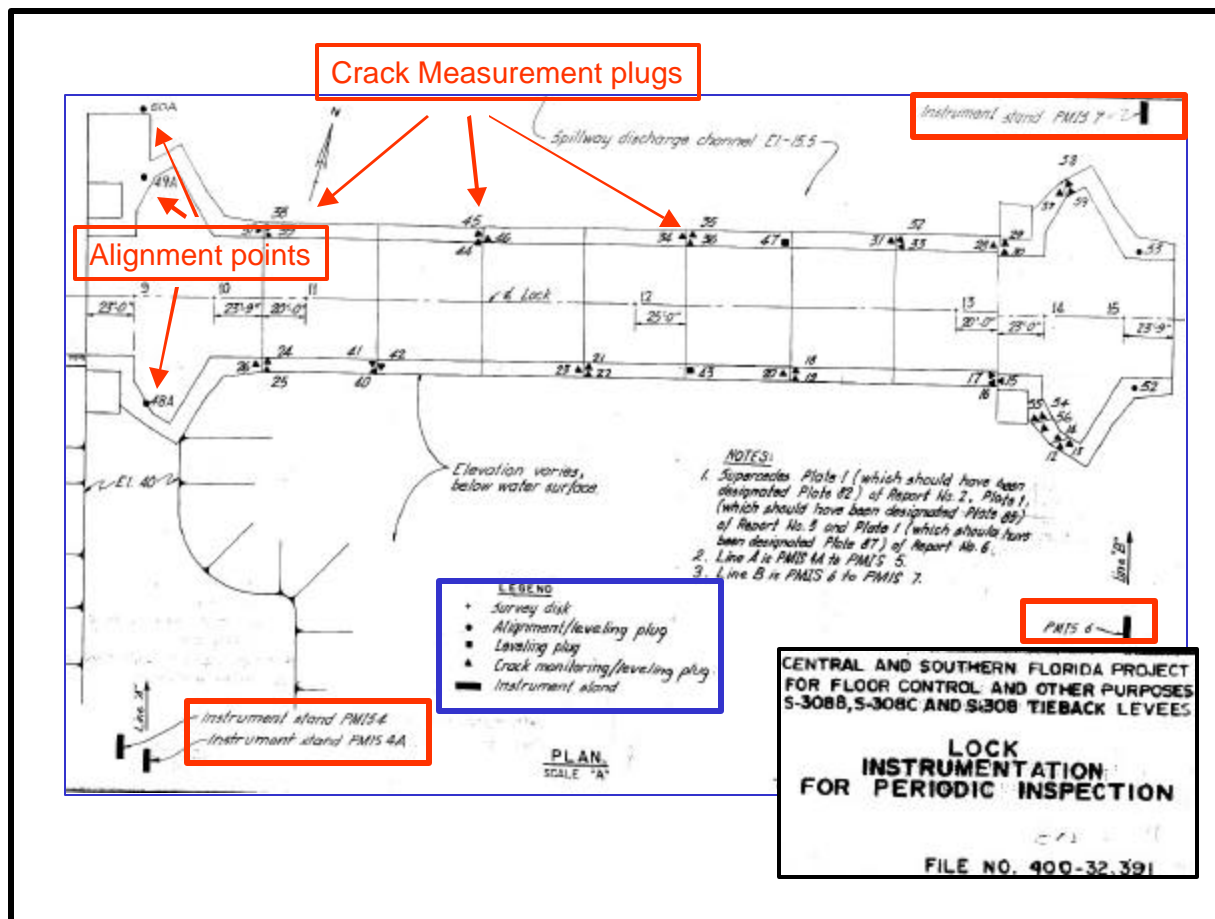 Crack Measurement plugs
60A
N
Instrument stand PMIS 7
Spillway discharge channel El-15.5
49A
58
57
59
38
45
35
32
39
44
46
34
36
47
31
33
28
29
30
53
Alignment points
9
10
11
℄ Lock
12
13
14
15
23'-0"
23'-9"
20'-0"
25'-0"
20'-0"
23'-0"
23'-9"
24
41
42
21
18
26
25
40
23
22
43
20
19
17
15
16
52
48A
55
54
56
14
12
13
El. 40
Elevation varies,
below water surface.
NOTES:
1. Supercedes Plate 1 (which should have been
designated Plate 82) of Report No. 2, Plate 1,
(which should have been designated Plate 85)
of Report No. 5 and Plate 1 (which should have
been designated Plate 87) of Report No. 6.
2. Line A is PMIS 4A to PMIS 5.
3. Line B is PMIS 6 to PMIS 7.
Line "B"
LEGEND
Survey disk
Alignment/leveling plug
Leveling plug
Crack monitoring/leveling plug
Instrument stand
PMIS 6
Line "A"
Instrument stand PMIS 4
Instrument stand PMIS 4A
PLAN
SCALE "A"
CENTRAL AND SOUTHERN FLORIDA PROJECT
FOR FLOOR CONTROL AND OTHER PURPOSES
S-308B, S-308C AND S-308 TIEBACK LEVEES
LOCK
INSTRUMENTATION
FOR PERIODIC INSPECTION
FILE NO. 400-32,391